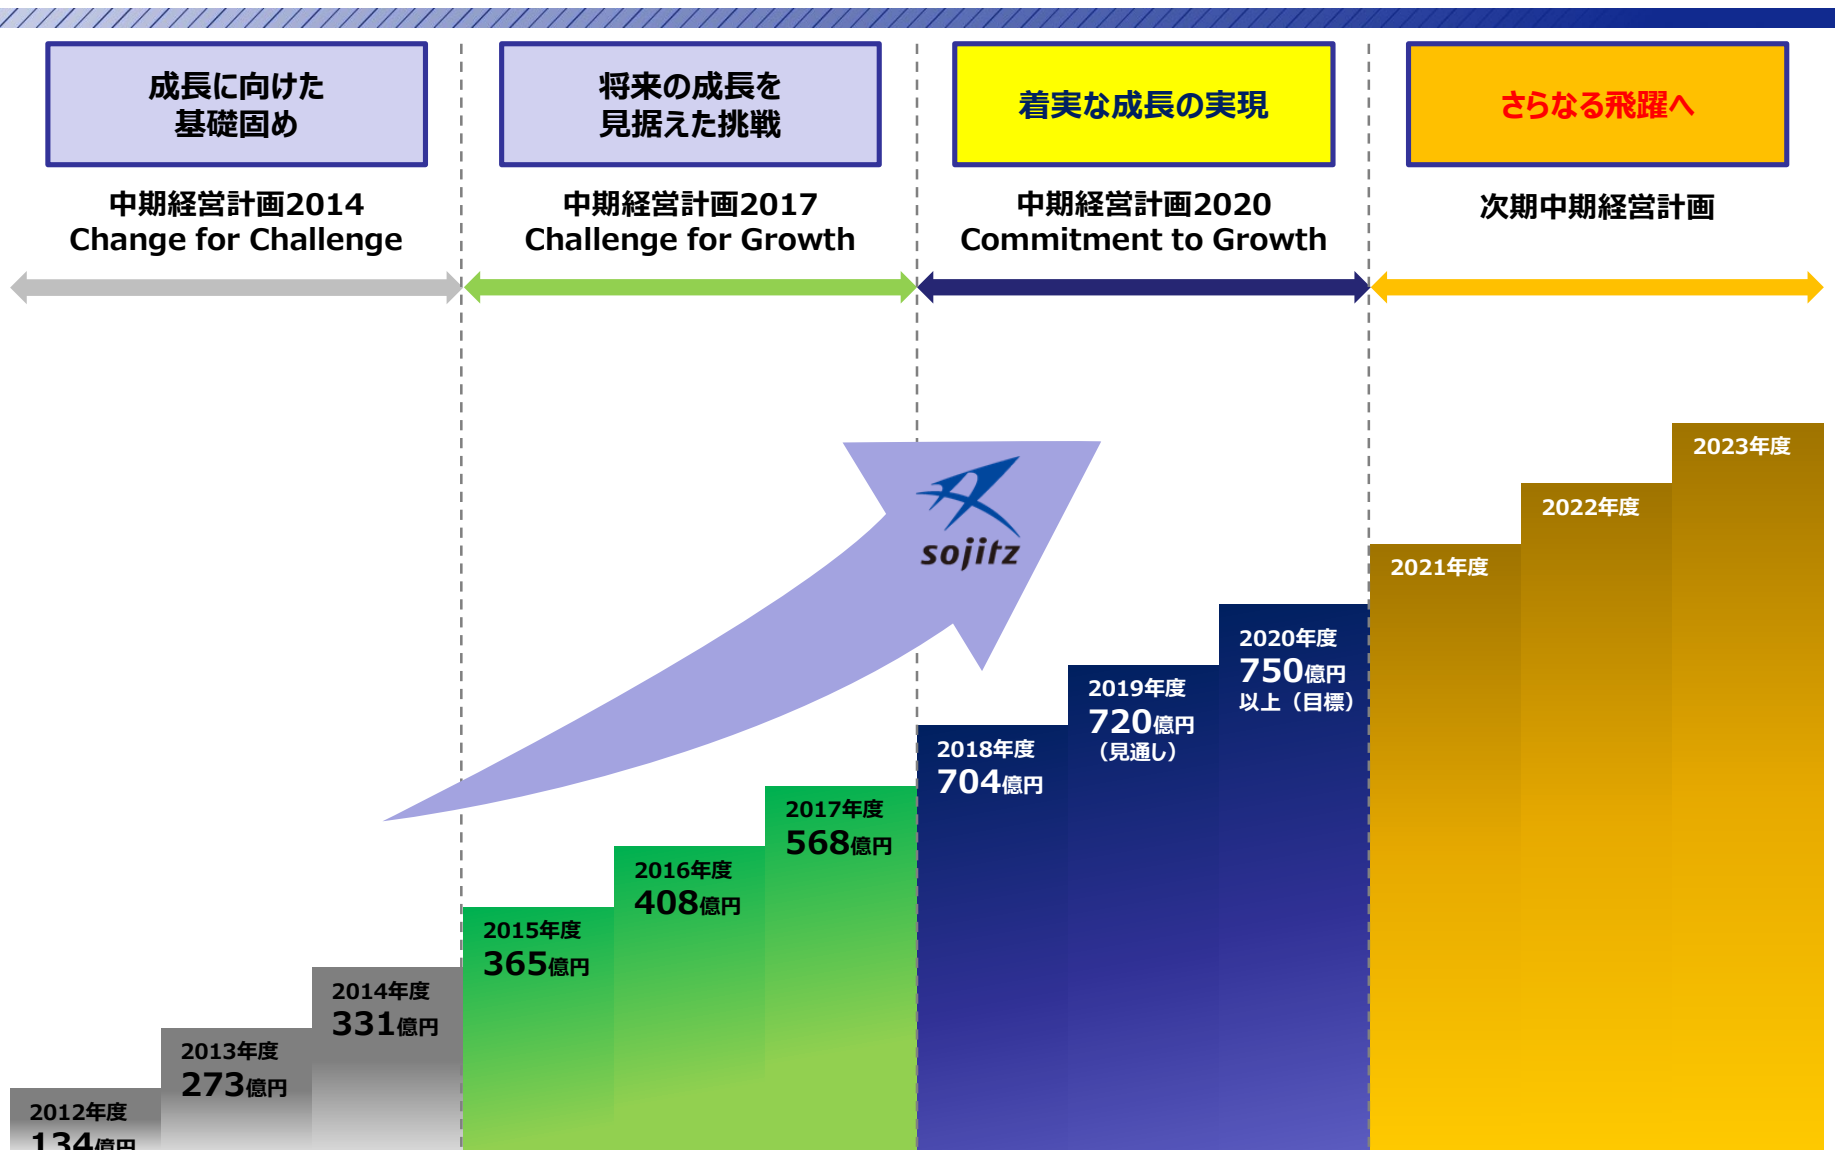 成長に向けた
基礎固め
将来の成長を
見据えた挑戦
着実な成長の実現
さらなる飛躍へ
中期経営計画2014
Change for Challenge
中期経営計画2017
Challenge for Growth
中期経営計画2020
Commitment to Growth
次期中期経営計画
sojitz
2012年度
134億円
2013年度
273億円
2014年度
331億円
2015年度
365億円
2016年度
408億円
2017年度
568億円
2018年度
704億円
2019年度
720億円
（見通し）
2020年度
750億円
以上（目標）
2021年度
2022年度
2023年度